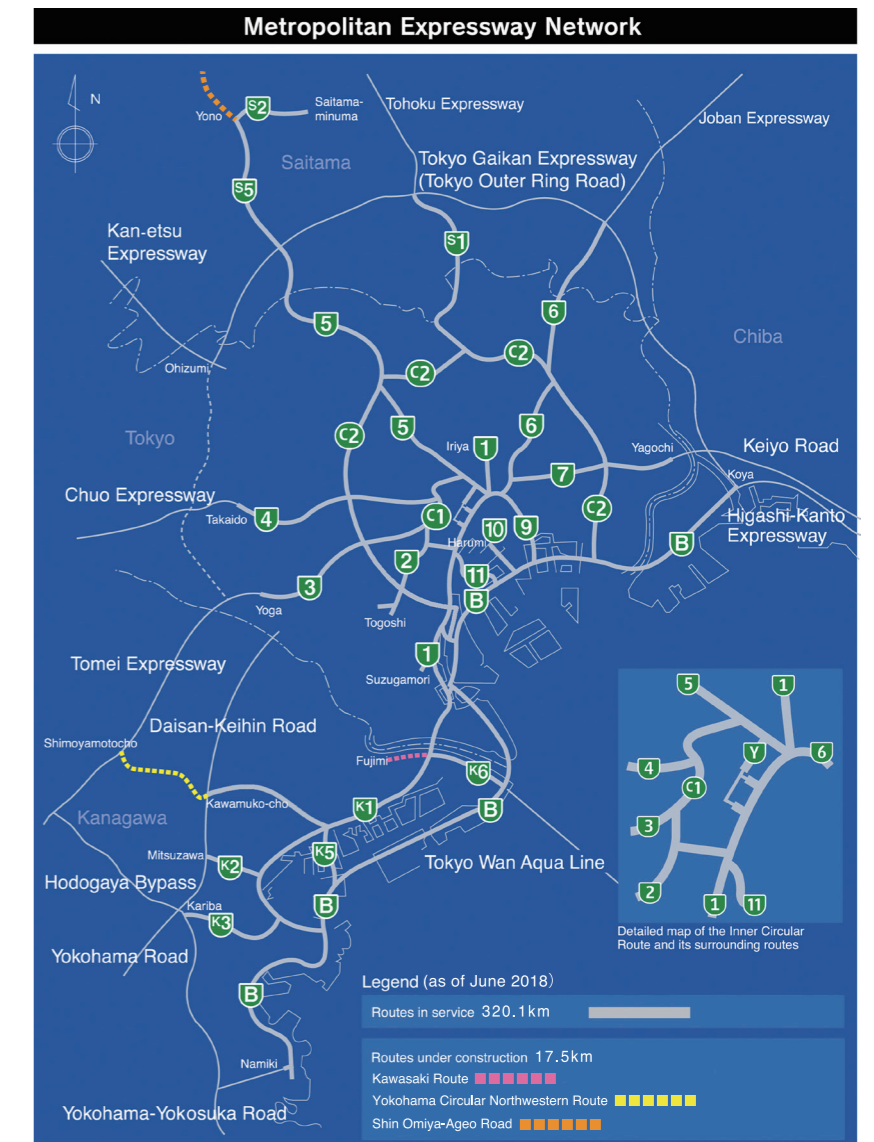 Metropolitan Expressway Network
N
Yono
S2
Saitama-
minuma
Tohoku Expressway
Joban Expressway
Saitama
Tokyo Gaikan Expressway
(Tokyo Outer Ring Road)
S5
Kan-etsu
Expressway
S1
6
5
Chiba
C2
Ohizumi
C2
5
6
C2
Tokyo
Iriya
1
Yagochi
Keiyo Road
7
Koya
Chuo Expressway
Takaido
4
C1
C2
10
9
Higashi-Kanto
Expressway
Harumi
B
2
11
3
B
Yoga
Togoshi
1
Tomei Expressway
Suzugamori
Daisan-Keihin Road
Shimoyamotocho
Fujimi
K6
Kawamuko-cho
K1
B
Kanagawa
Mitsuzawa
K2
K5
Tokyo Wan Aqua Line
Hodogaya Bypass
Kariba
B
K3
Yokohama Road
B
Namiki
Yokohama-Yokosuka Road
5
1
Y
6
4
C1
3
2
1
11
Detailed map of the Inner Circular
Route and its surrounding routes
Legend (as of June 2018)
Routes in service 320.1km
Routes under construction 17.5km
Kawasaki Route
Yokohama Circular Northwestern Route
Shin Omiya-Ageo Road